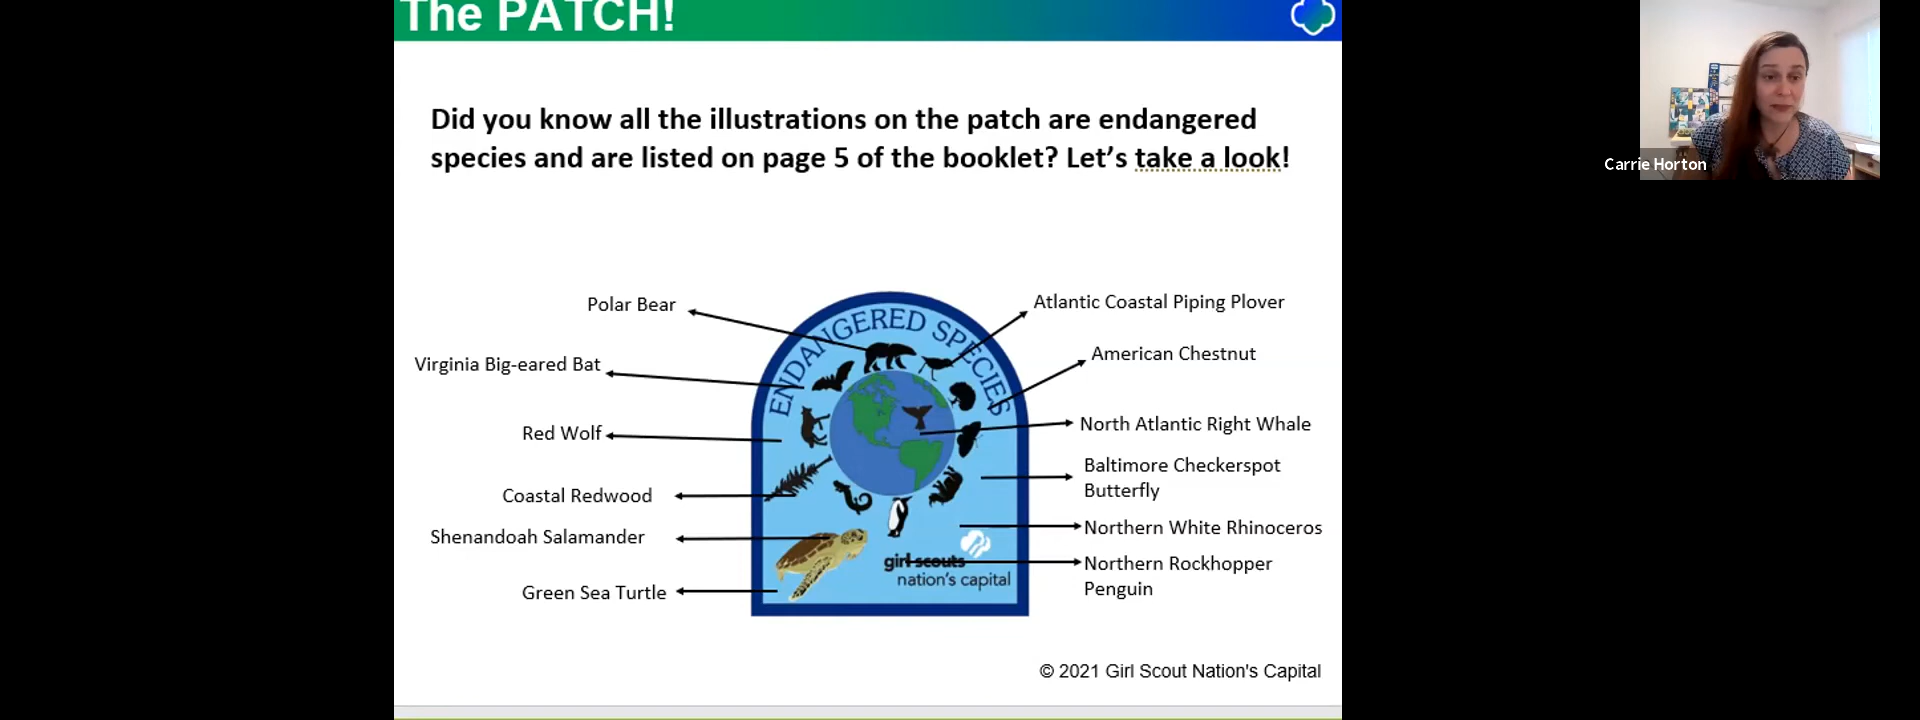 The PATCH!
Did you know all the illustrations on the patch are endangered
species and are listed on page 5 of the booklet? Let's take a look!
Carrie Horton
Polar Bear
Virginia Big-eared Bat
Red Wolf
Coastal Redwood
Shenandoah Salamander
Green Sea Turtle
ENDANGERED SPECIES
girl scouts
nation's capital
Atlantic Coastal Piping Plover
American Chestnut
North Atlantic Right Whale
Baltimore Checkerspot
Butterfly
Northern White Rhinoceros
Northern Rockhopper
Penguin
© 2021 Girl Scout Nation's Capital